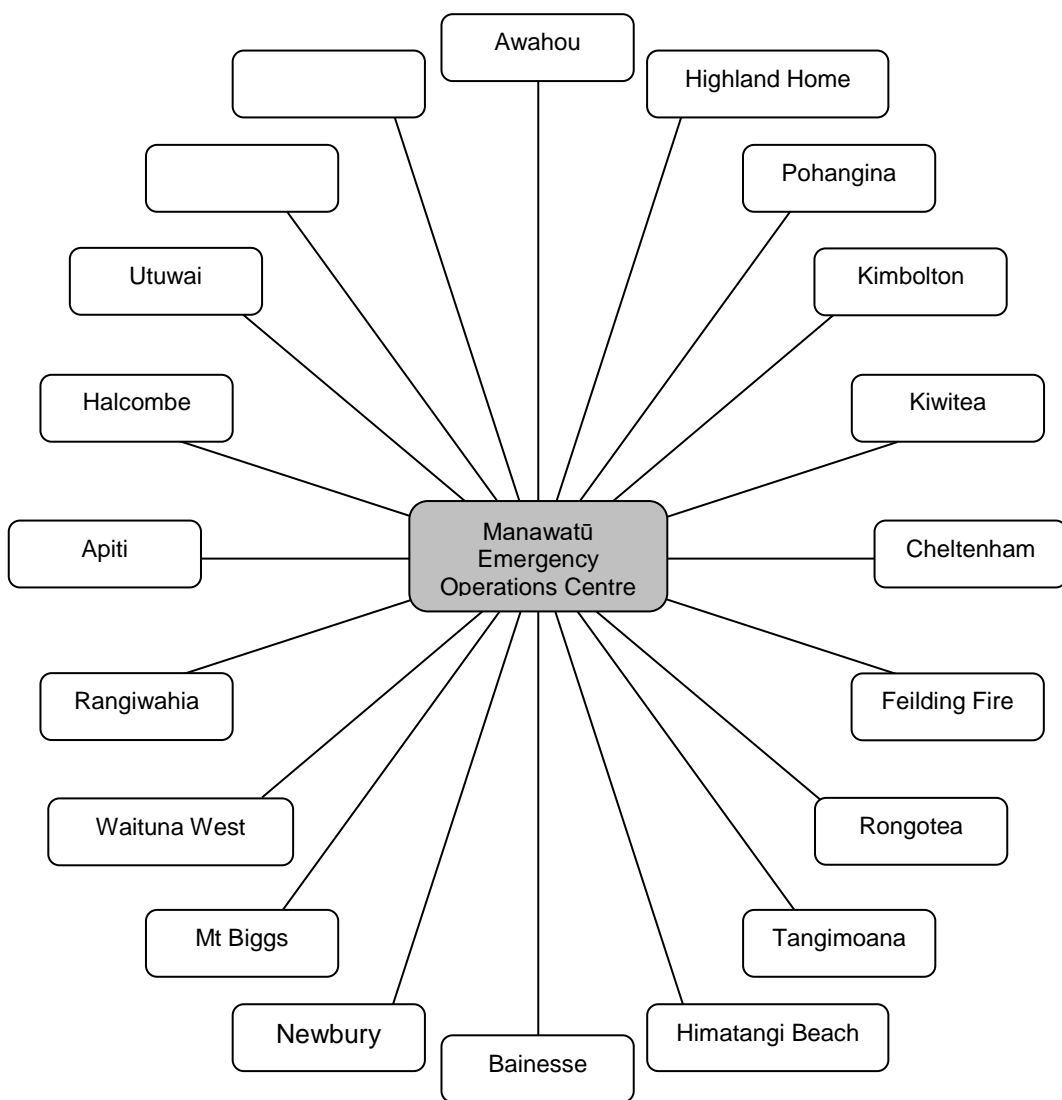 Awahou
Highland Home
Pohangina
Utuwai
Kimbolton
Halcombe
Kiwitea
Manawatū
Emergency
Operations Centre
Apiti
Cheltenham
Rangiwahia
Feilding Fire
Waituna West
Rongotea
Mt Biggs
Tangimoana
Newbury
Himatangi Beach
Bainesse